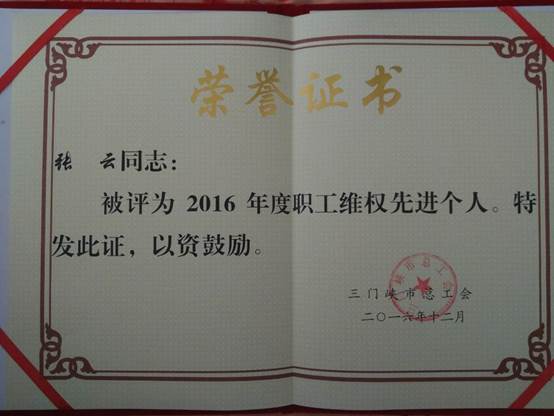 荣誉证书
张 云同志：
被评为 2016 年度职工维权先进个人。特
发此证，以资鼓励。
三门峡市总工会
二〇一六年十二月